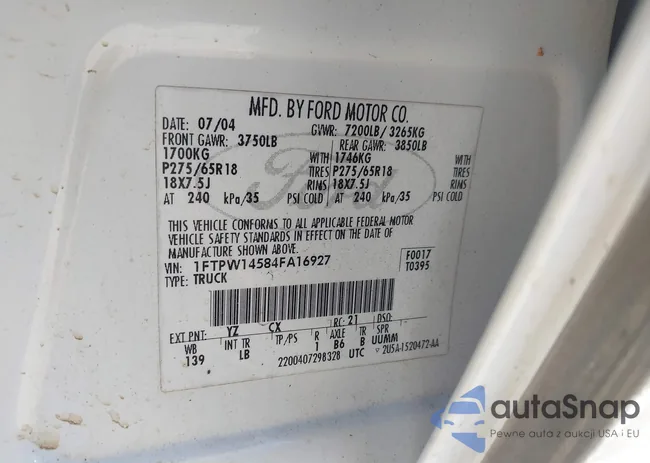 MFD. BY FORD MOTOR CO.
DATE: 07/04 GVWR: 7200LB/ 3265KG
FRONT GAWR: 3750LB REAR GAWR: 3850LB
1700KG WITH 1746KG WITH
P275/65R18 TIRES P275/65R18 TIRES
18X7.5J RIMS 18X7.5J RIMS
AT 240 kPa/35 PSI COLD AT 240 kPa/35 PSI COLD
THIS VEHICLE CONFORMS TO ALL APPLICABLE FEDERAL MOTOR
VEHICLE SAFETY STANDARDS IN EFFECT ON THE DATE OF
MANUFACTURE SHOWN ABOVE.
VIN: 1FTPW14584FA16927 F0017
TYPE: TRUCK T0395
EXT PNT: YZ CX RC: 21 DSO:
WB INT TR TP/PS R AXLE TR SPR
139 LB 1 B6 B UUMM
2200407298328 UTC 2U5A-1520472-AA
Ford
autoSnap
Pewne auta z aukcji USA i EU